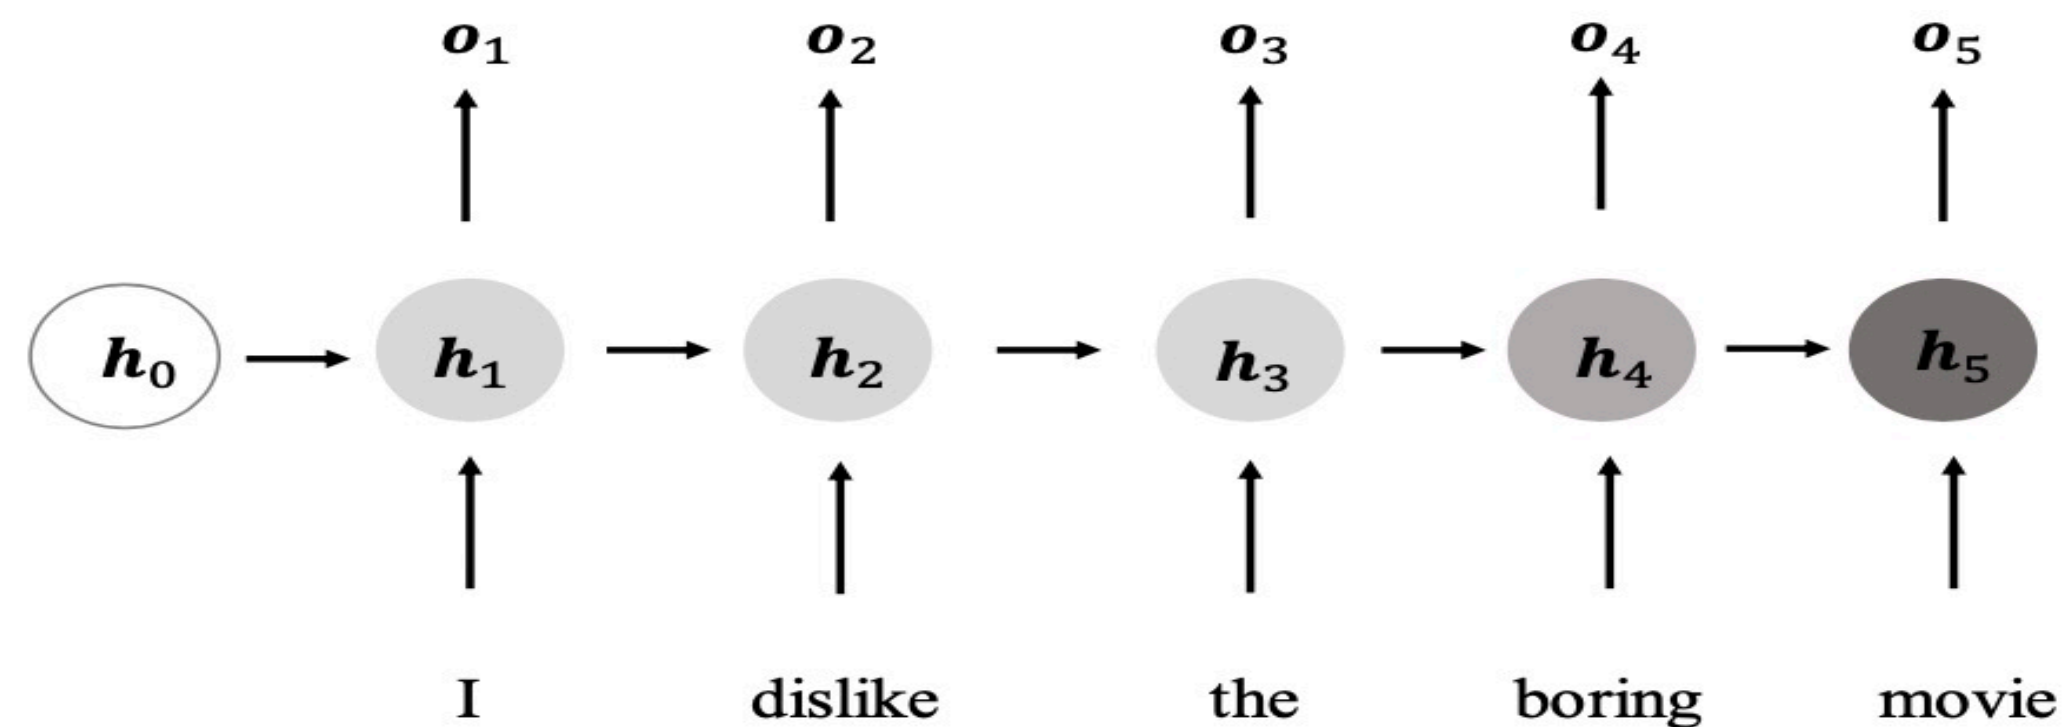 o₁ o₂ o₃ o₄ o₅
h₀ h₁ h₂ h₃ h₄ h₅
I dislike the boring movie